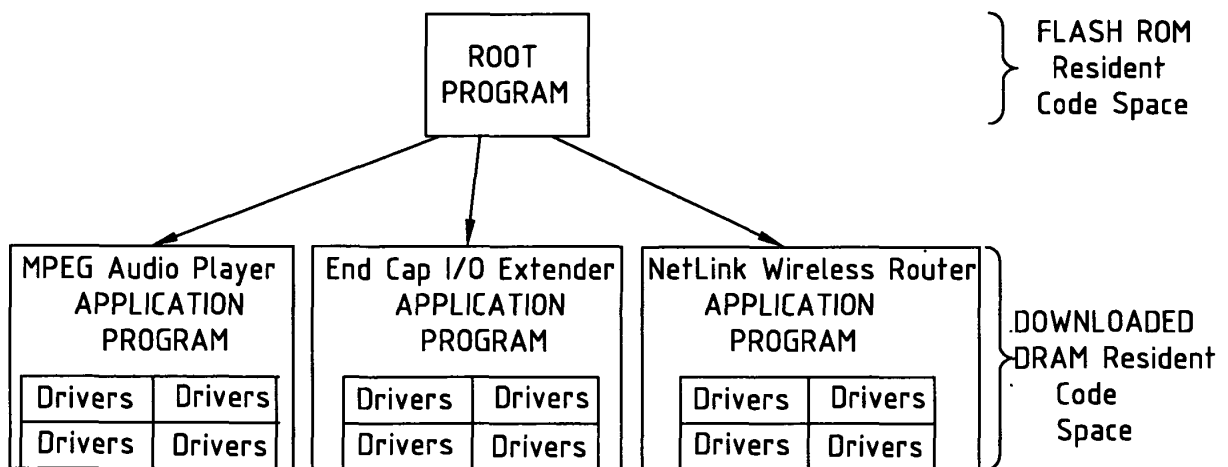 ROOT
PROGRAM
FLASH ROM
Resident
Code Space
MPEG Audio Player
APPLICATION
PROGRAM
Drivers Drivers
Drivers Drivers
End Cap I/O Extender
APPLICATION
PROGRAM
Drivers Drivers
Drivers Drivers
NetLink Wireless Router
APPLICATION
PROGRAM
Drivers Drivers
Drivers Drivers
DOWNLOADED
DRAM Resident
Code
Space